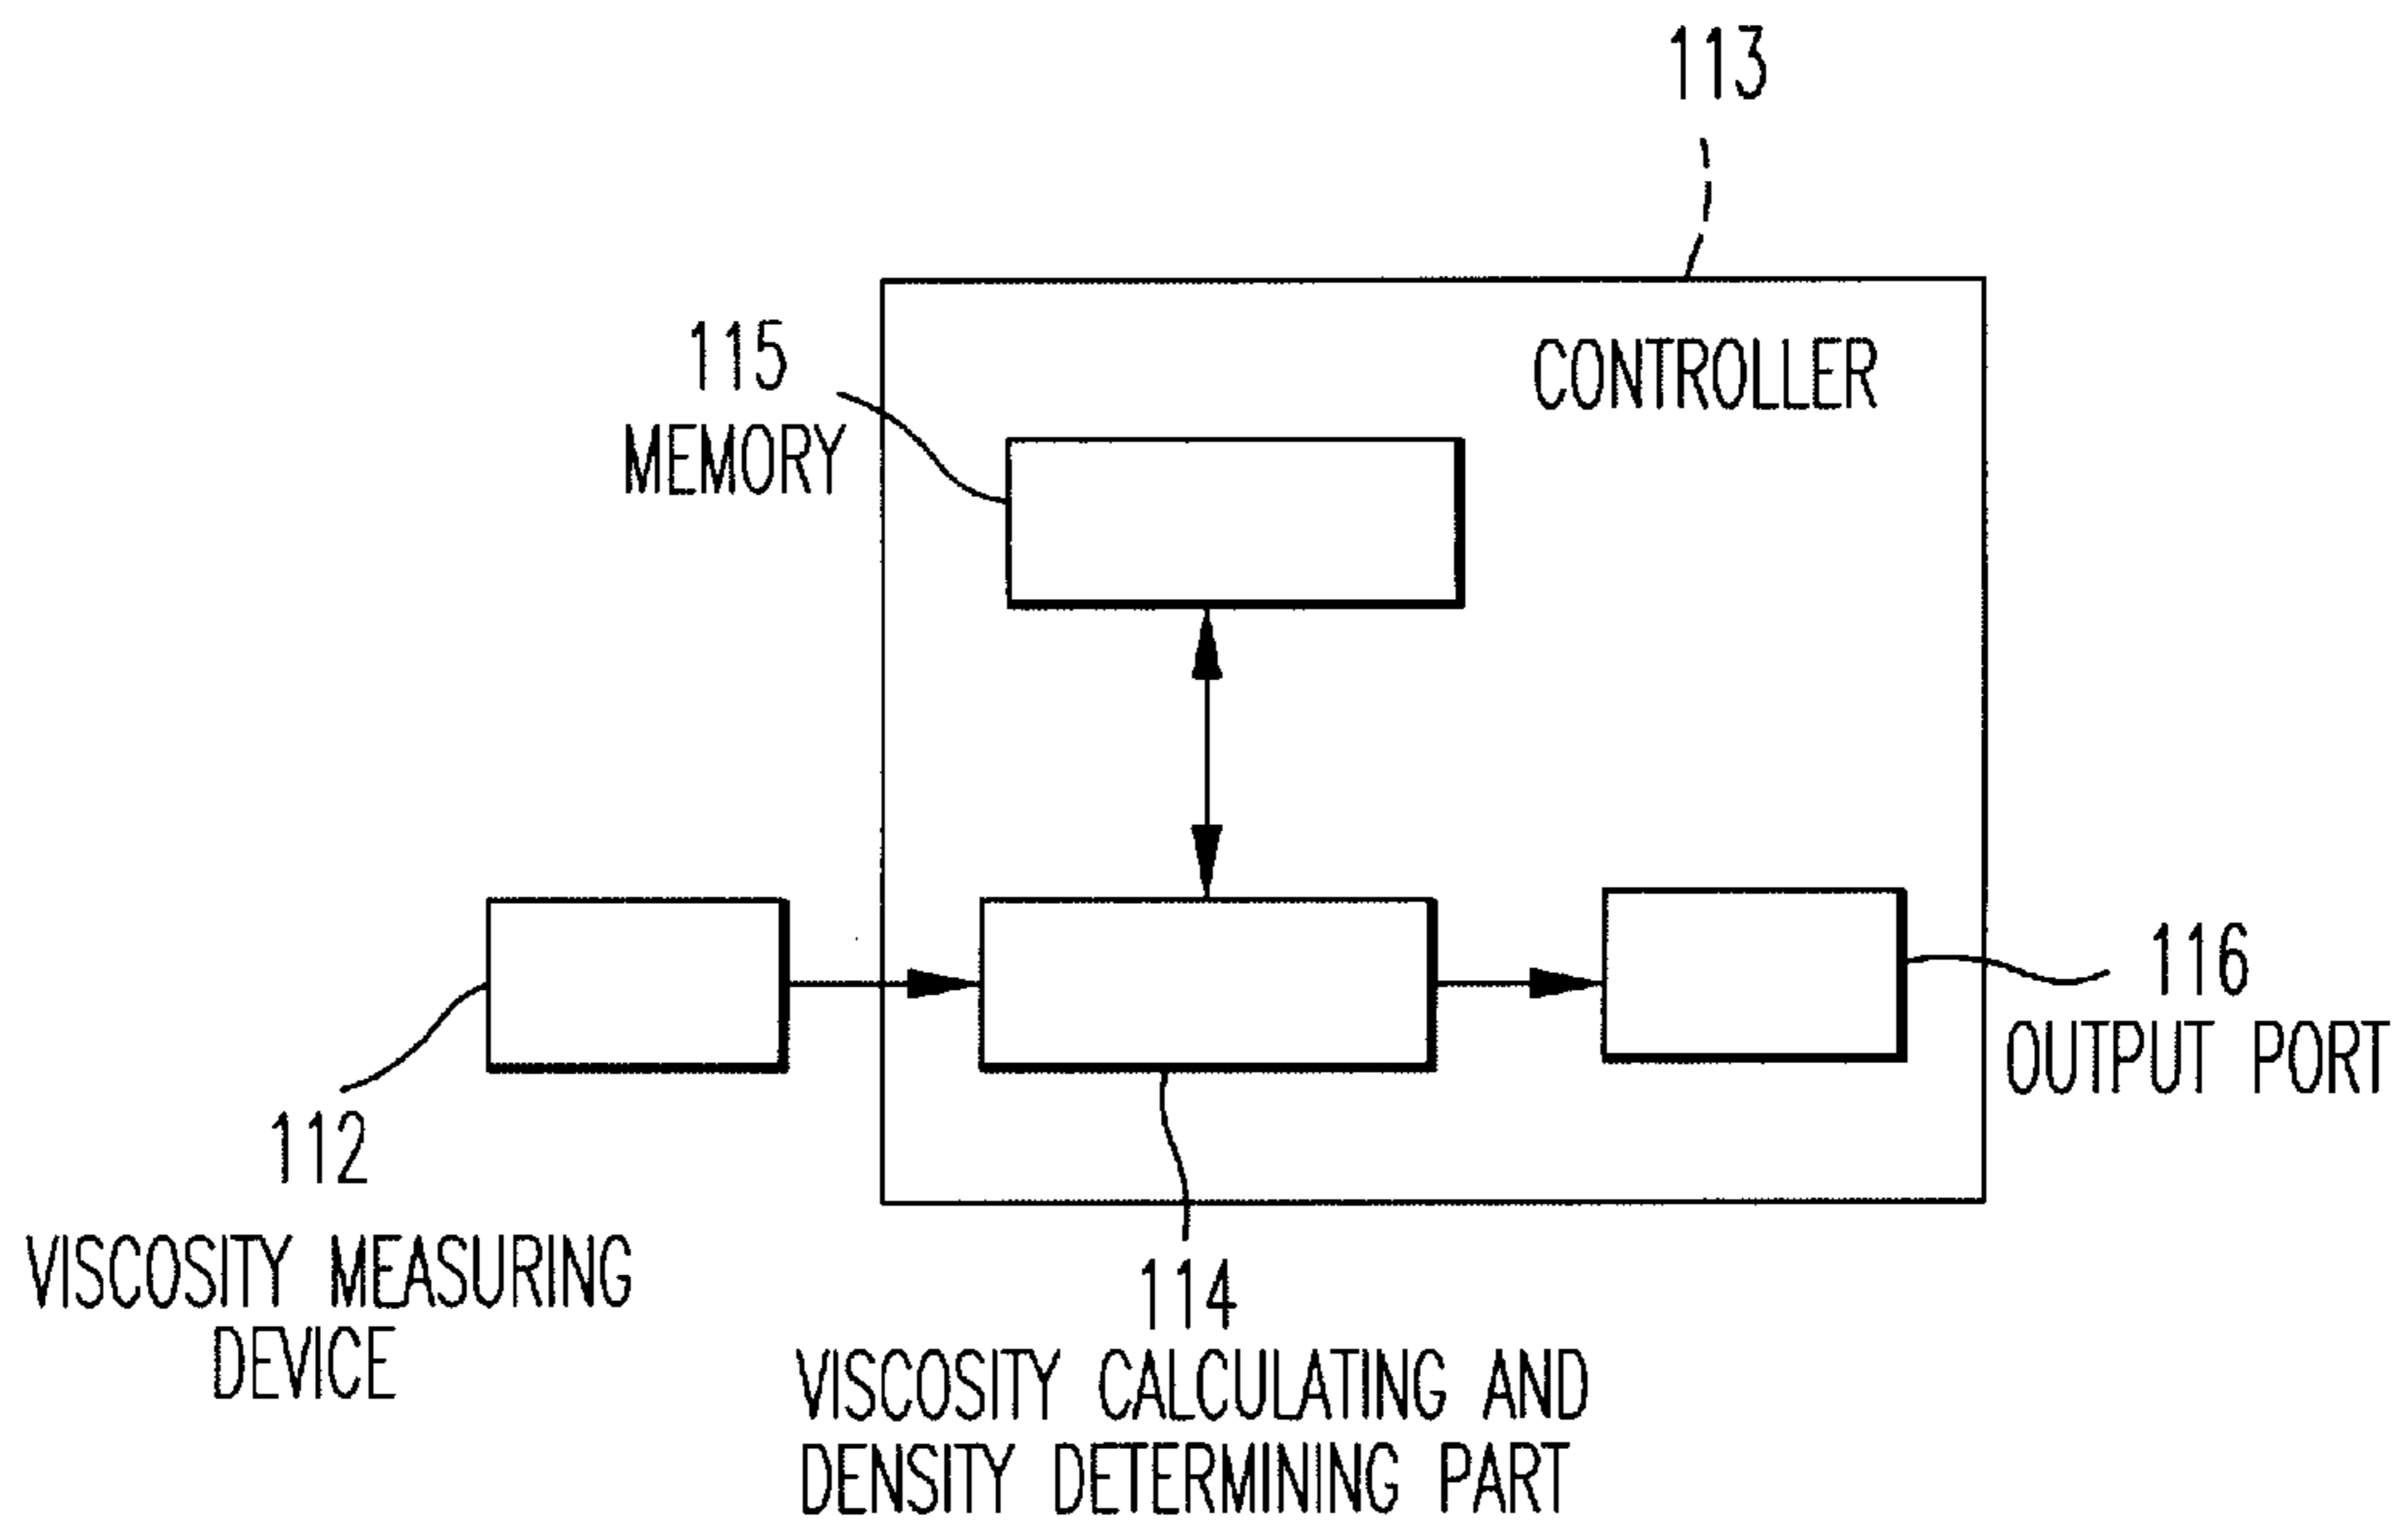 113
CONTROLLER
115
MEMORY
116
OUTPUT PORT
112
VISCOSITY MEASURING
DEVICE
114
VISCOSITY CALCULATING AND
DENSITY DETERMINING PART